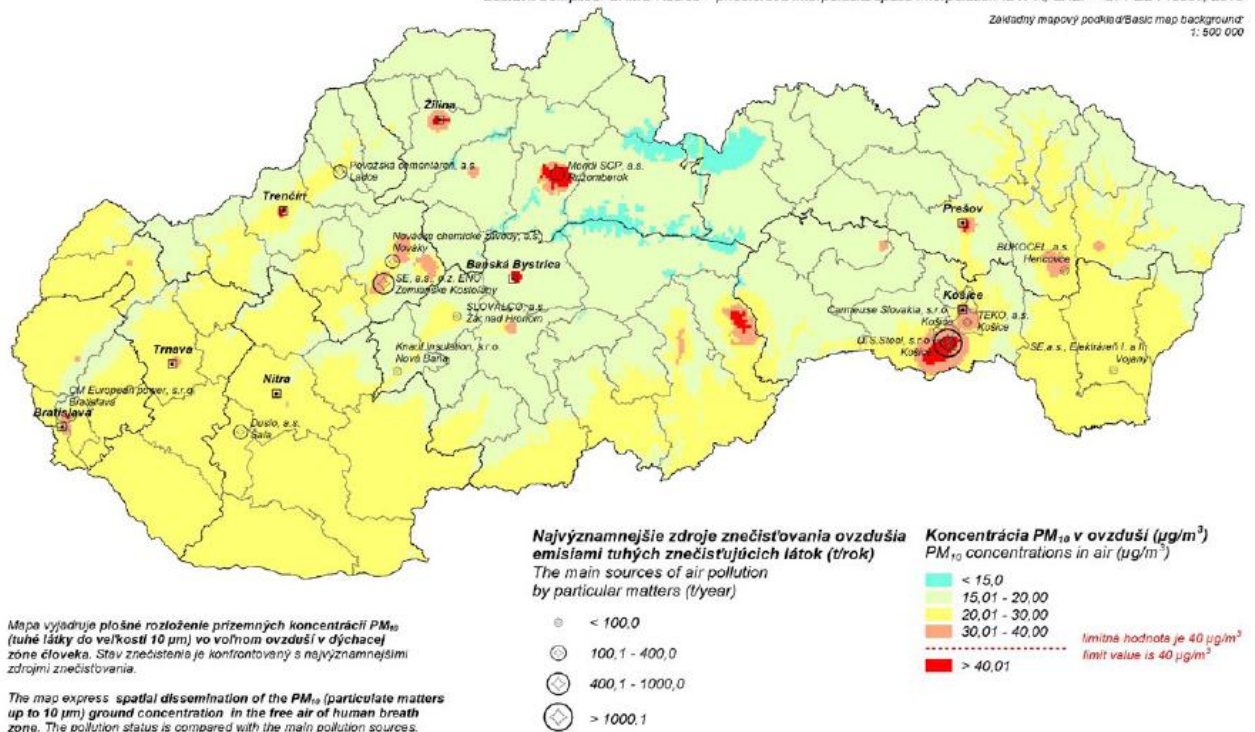 Základný mapový podklad/Basic map background:
1: 500 000
Žilina
Považská cementáreň, a.s.
Ladce
Mondi SCP, a.s.
Ružomberok
Trenčín
Prešov
Novácke chemické závody, a.s.
Nováky
BUKOCEL, a.s.
Hencovce
Banská Bystrica
SE, a.s., o.z. ENO
Zemianske Kostoľany
SLOVALCO, a.s.
Žiar nad Hronom
Košice
Carmeuse Slovakia, s.r.o.
Košice
TEKO, a.s.
Košice
Knauf Insulation, s.r.o.
Nová Baňa
U.S.Steel, s.r.o.
Košice
SE,a.s., Elektráreň I. a II.
Vojany
Trnava
Nitra
CM European power, s.r.o.
Bratislava
Bratislava
Duslo, a.s.
Šaľa
Najvýznamnejšie zdroje znečisťovania ovzdušia
emisiami tuhých znečisťujúcich látok (t/rok)
The main sources of air pollution
by particular matters (t/year)
< 100,0
100,1 - 400,0
400,1 - 1000,0
> 1000,1
Koncentrácia PM₁₀ v ovzduší (µg/m³)
PM₁₀ concentrations in air (µg/m³)
< 15,0
15,01 - 20,00
20,01 - 30,00
30,01 - 40,00
limitná hodnota je 40 µg/m³
limit value is 40 µg/m³
> 40,01
Mapa vyjadruje plošné rozloženie prízemných koncentrácií PM₁₀
(tuhé látky do veľkosti 10 µm) vo voľnom ovzduší v dýchacej
zóne človeka. Stav znečistenia je konfrontovaný s najvýznamnejšími
zdrojmi znečisťovania.
The map express spatial dissemination of the PM₁₀ (particulate matters
up to 10 µm) ground concentration in the free air of human breath
zone. The pollution status is compared with the main pollution sources.